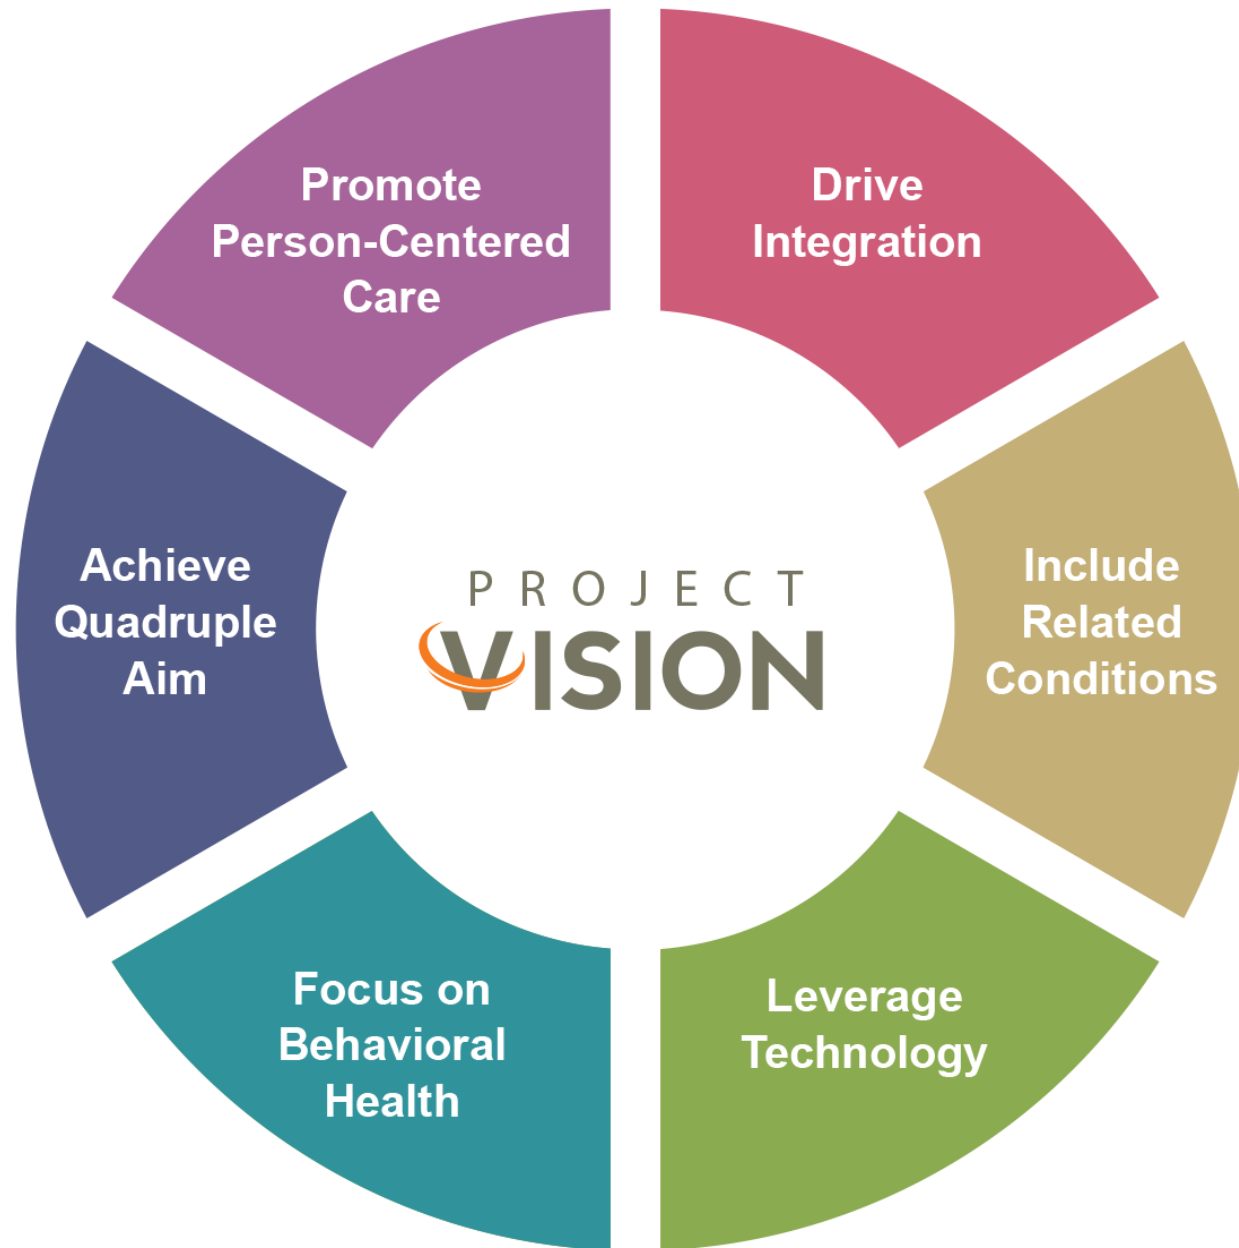 Promote
Person-Centered
Care
Drive
Integration
Include
Related
Conditions
Leverage
Technology
Focus on
Behavioral
Health
Achieve
Quadruple
Aim
PROJECT
VISION